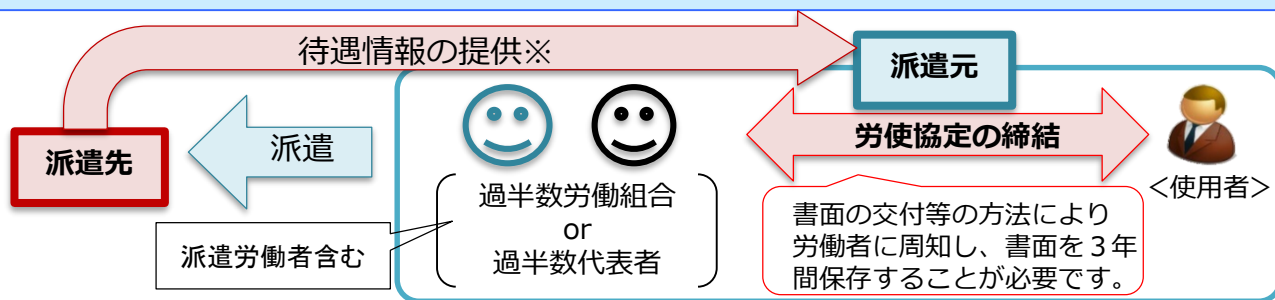 待遇情報の提供※
派遣元
派遣先
派遣
労使協定の締結
<使用者>
過半数労働組合
or
過半数代表者
派遣労働者含む
書面の交付等の方法により
労働者に周知し、書面を３年
間保存することが必要です。